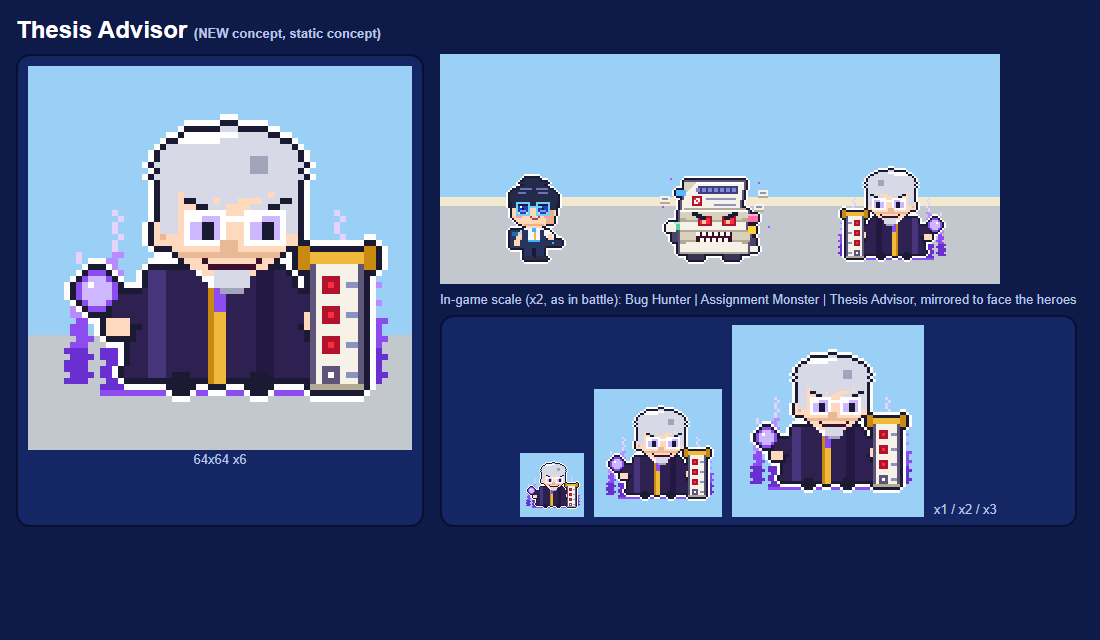 Thesis Advisor (NEW concept, static concept)
64x64 x6
In-game scale (x2, as in battle): Bug Hunter | Assignment Monster | Thesis Advisor, mirrored to face the heroes
x1 / x2 / x3